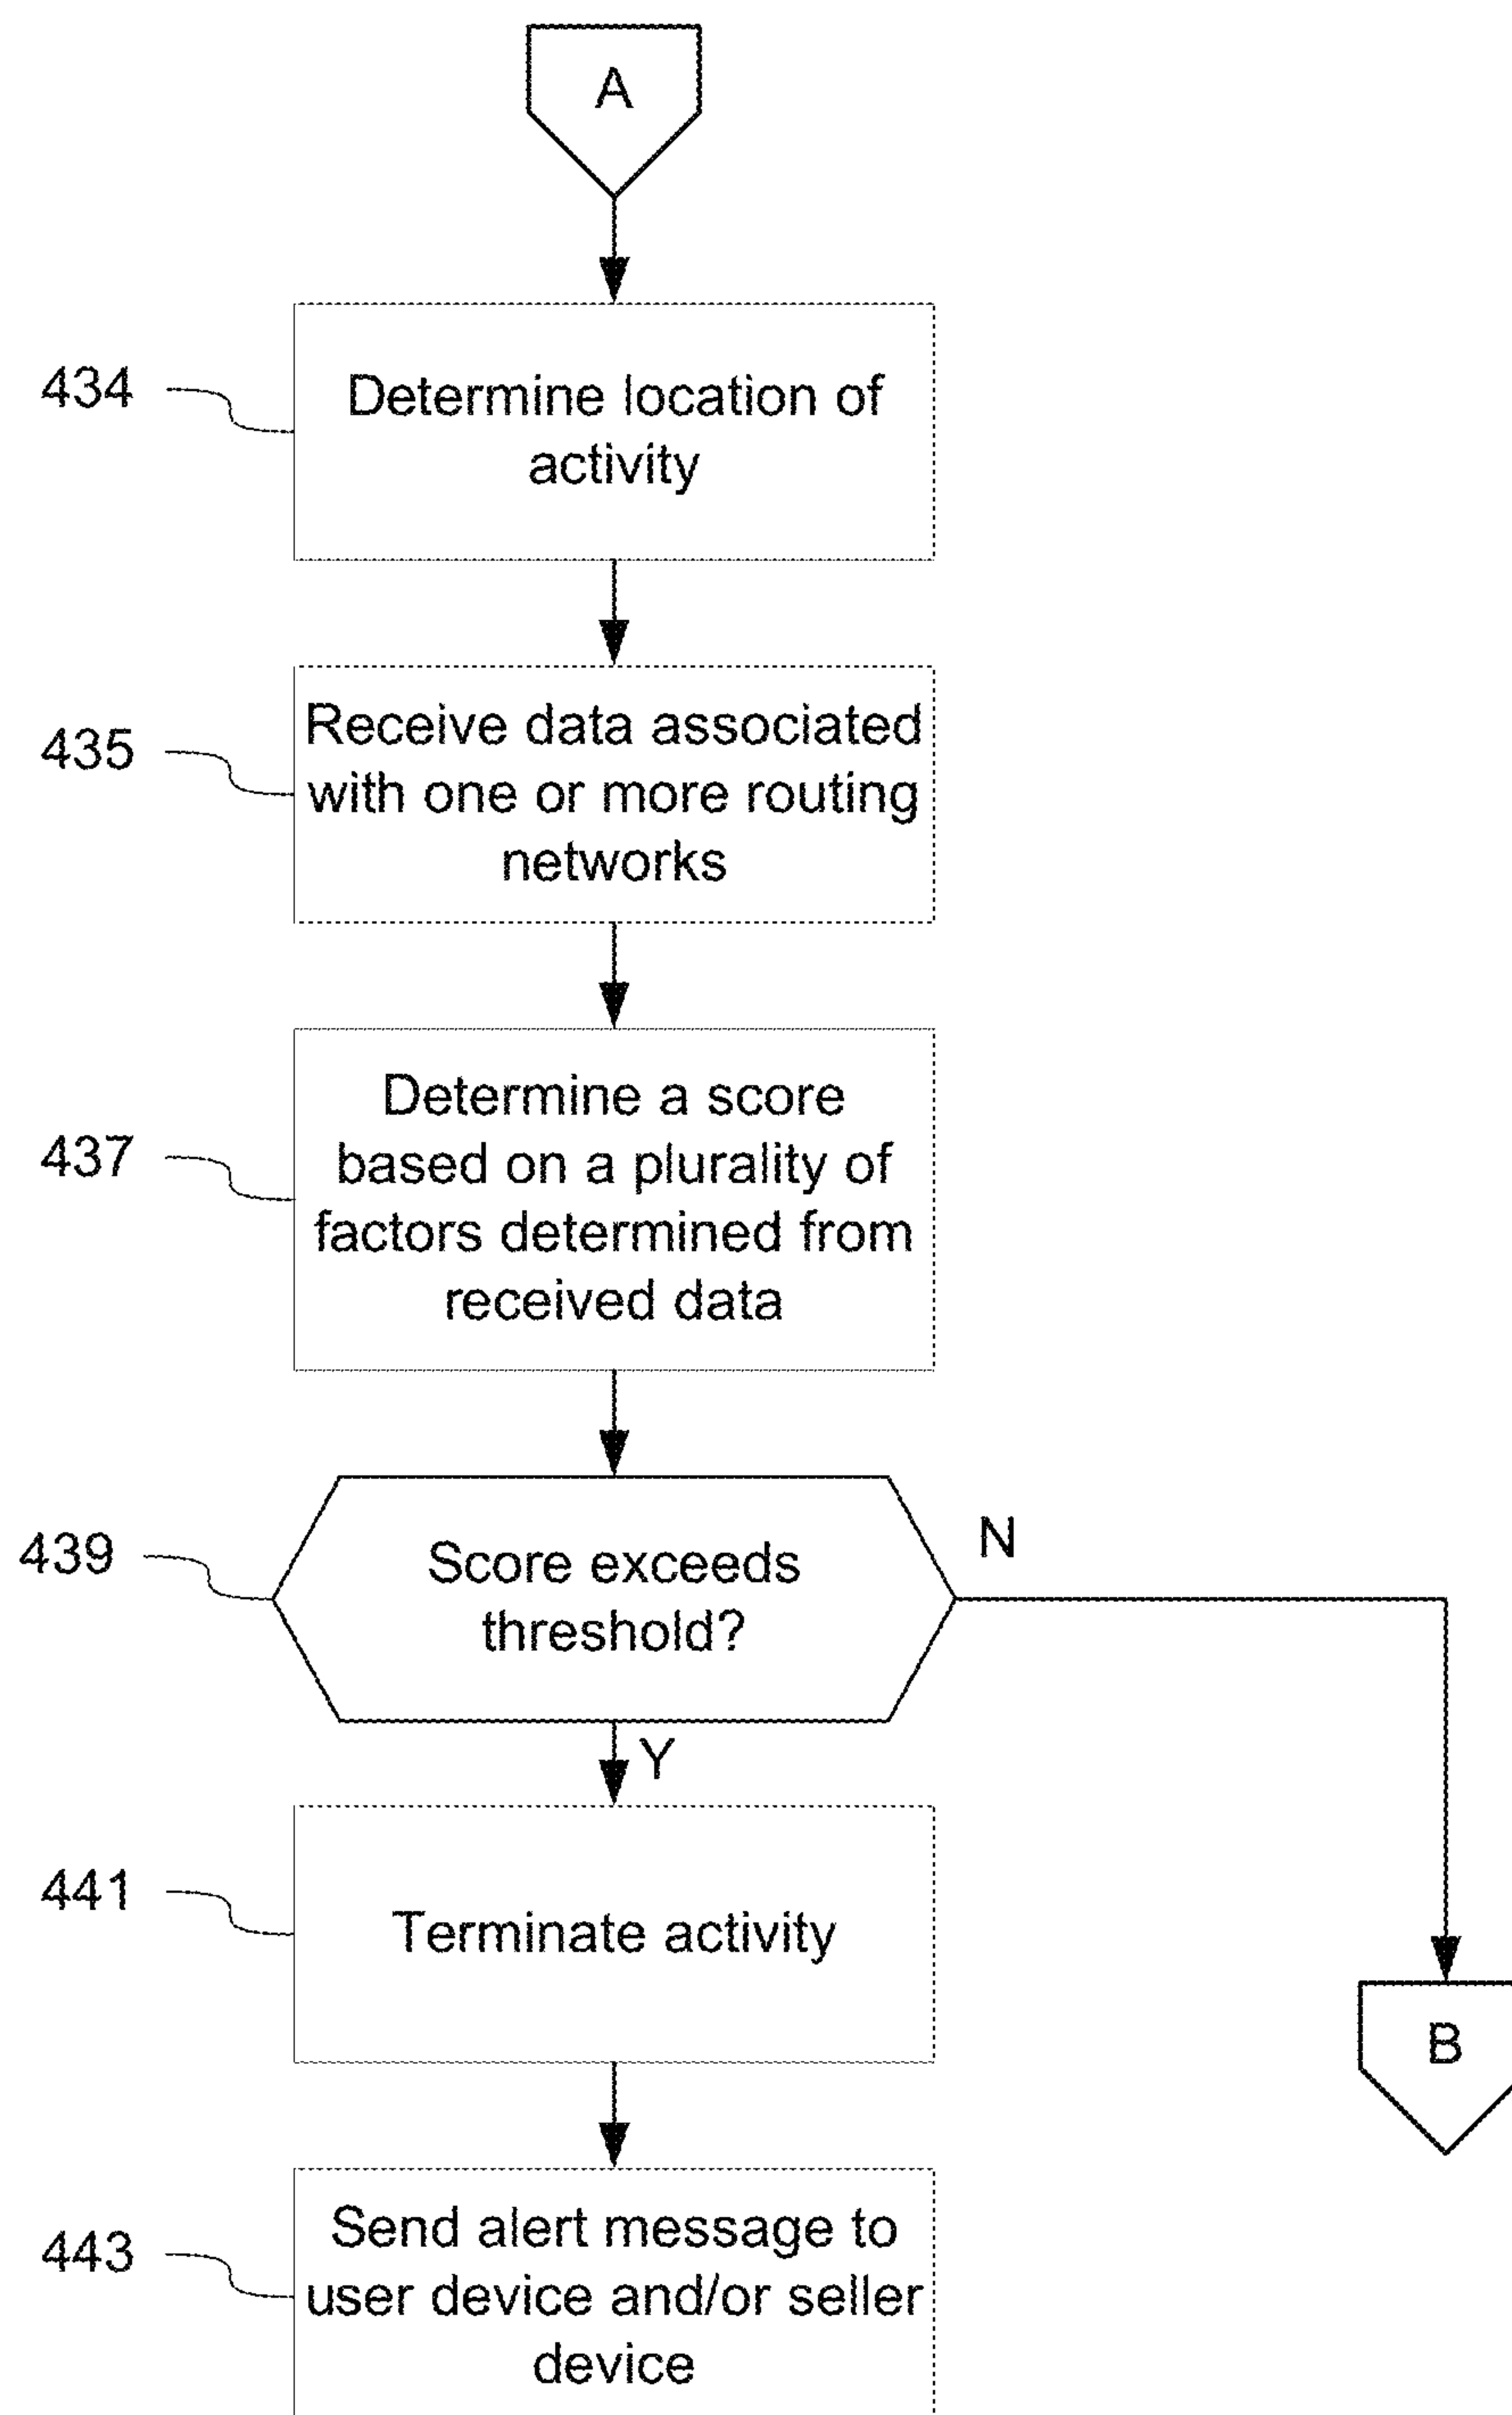 A
434
Determine location of
activity
435
Receive data associated
with one or more routing
networks
437
Determine a score
based on a plurality of
factors determined from
received data
439
Score exceeds
threshold?
N
Y
441
Terminate activity
B
443
Send alert message to
user device and/or seller
device